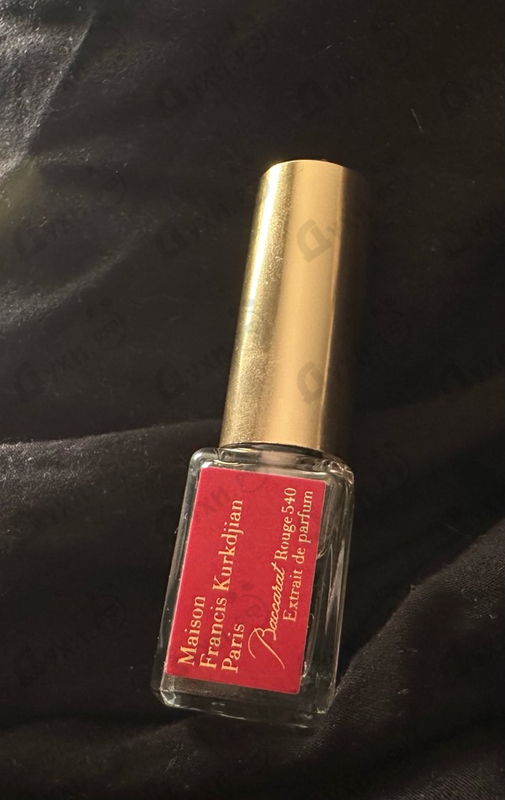 Maison
Francis Kurkdjian
Paris
Baccarat Rouge 540
Extrait de parfum